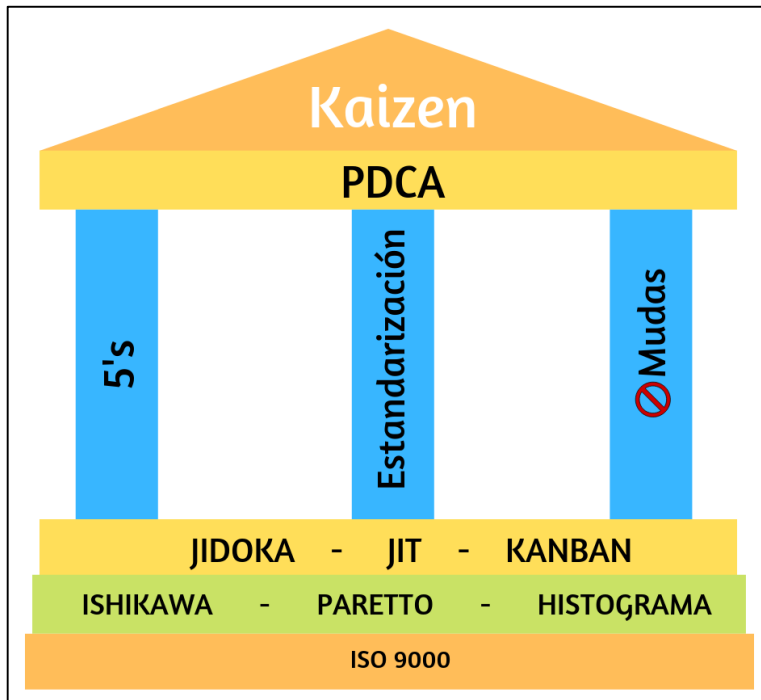 Kaizen
PDCA
5's
Estandarización
Mudas
JIDOKA - JIT - KANBAN
ISHIKAWA - PARETTO - HISTOGRAMA
ISO 9000